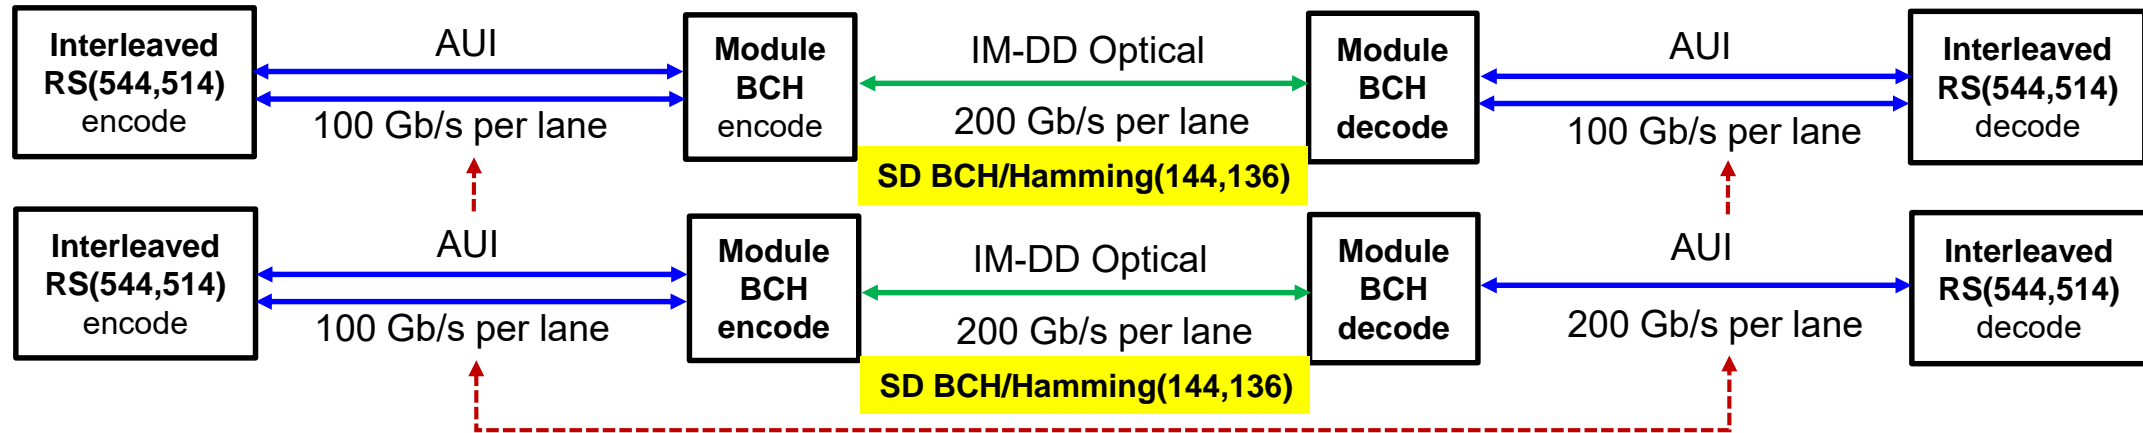 Interleaved
RS(544,514)
encode
AUI
100 Gb/s per lane
Module
BCH
encode
IM-DD Optical
200 Gb/s per lane
SD BCH/Hamming(144,136)
Module
BCH
decode
AUI
100 Gb/s per lane
Interleaved
RS(544,514)
decode
Interleaved
RS(544,514)
encode
AUI
100 Gb/s per lane
Module
BCH
encode
IM-DD Optical
200 Gb/s per lane
SD BCH/Hamming(144,136)
Module
BCH
decode
AUI
200 Gb/s per lane
Interleaved
RS(544,514)
decode